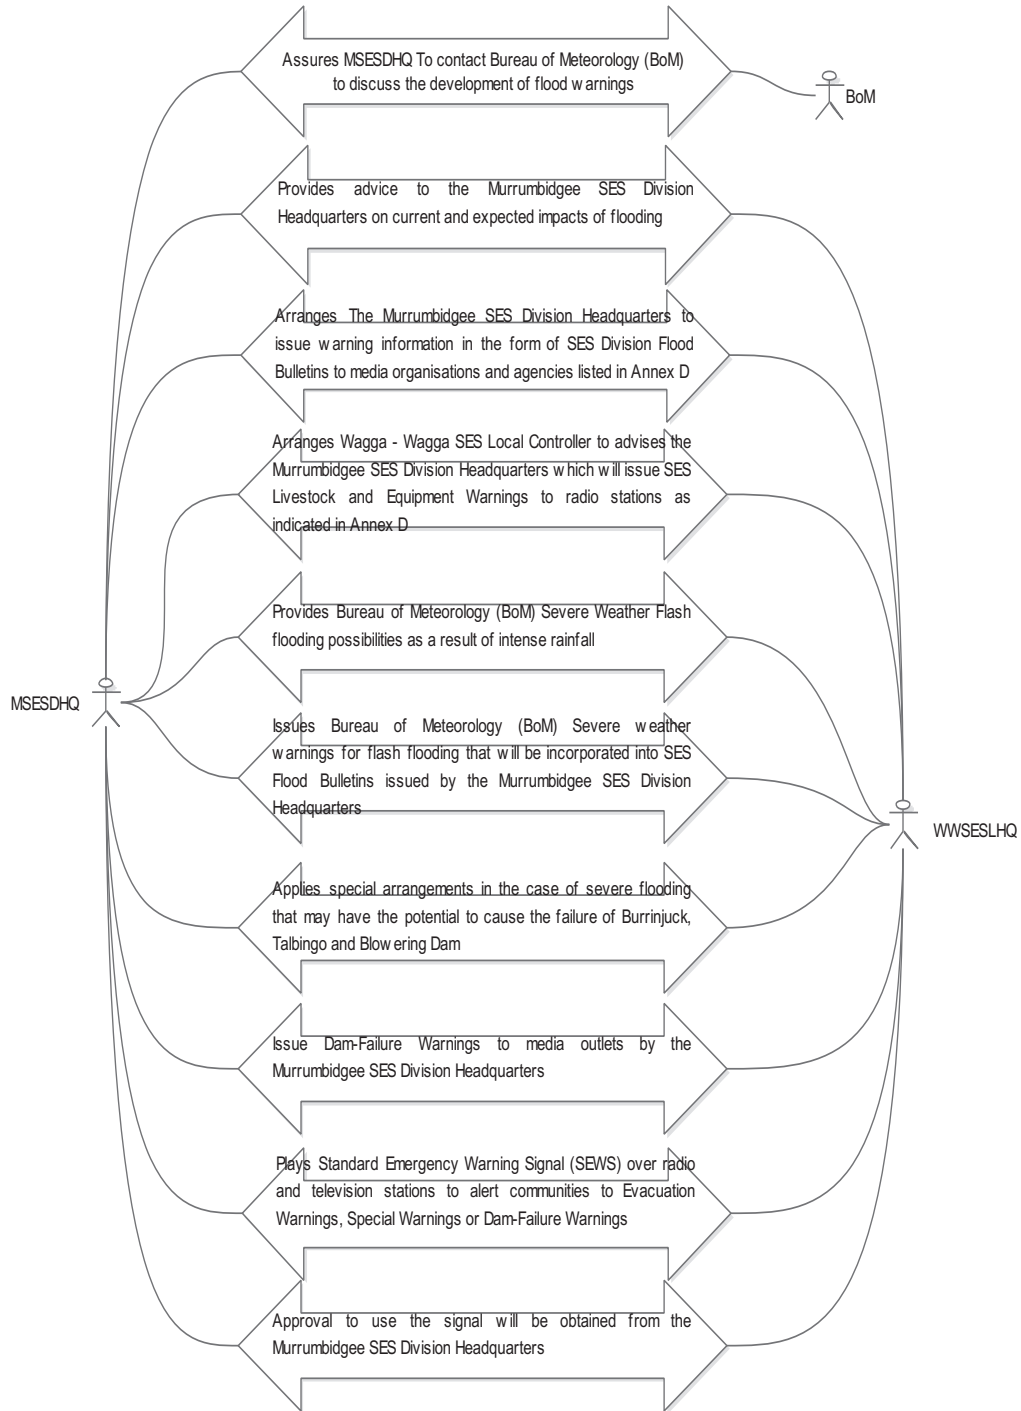 Assures MSESDHQ To contact Bureau of Meteorology (BoM)
to discuss the development of flood warnings
BoM
Provides advice to the Murrumbidgee SES Division
Headquarters on current and expected impacts of flooding
Arranges The Murrumbidgee SES Division Headquarters to
issue warning information in the form of SES Division Flood
Bulletins to media organisations and agencies listed in Annex D
Arranges Wagga - Wagga SES Local Controller to advises the
Murrumbidgee SES Division Headquarters which will issue SES
Livestock and Equipment Warnings to radio stations as
indicated in Annex D
Provides Bureau of Meteorology (BoM) Severe Weather Flash
flooding possibilities as a result of intense rainfall
MSESDHQ
Issues Bureau of Meteorology (BoM) Severe weather
warnings for flash flooding that will be incorporated into SES
Flood Bulletins issued by the Murrumbidgee SES Division
Headquarters
WWSESLHQ
Applies special arrangements in the case of severe flooding
that may have the potential to cause the failure of Burrinjuck,
Talbingo and Blowering Dam
Issue Dam-Failure Warnings to media outlets by the
Murrumbidgee SES Division Headquarters
Plays Standard Emergency Warning Signal (SEWS) over radio
and television stations to alert communities to Evacuation
Warnings, Special Warnings or Dam-Failure Warnings
Approval to use the signal will be obtained from the
Murrumbidgee SES Division Headquarters